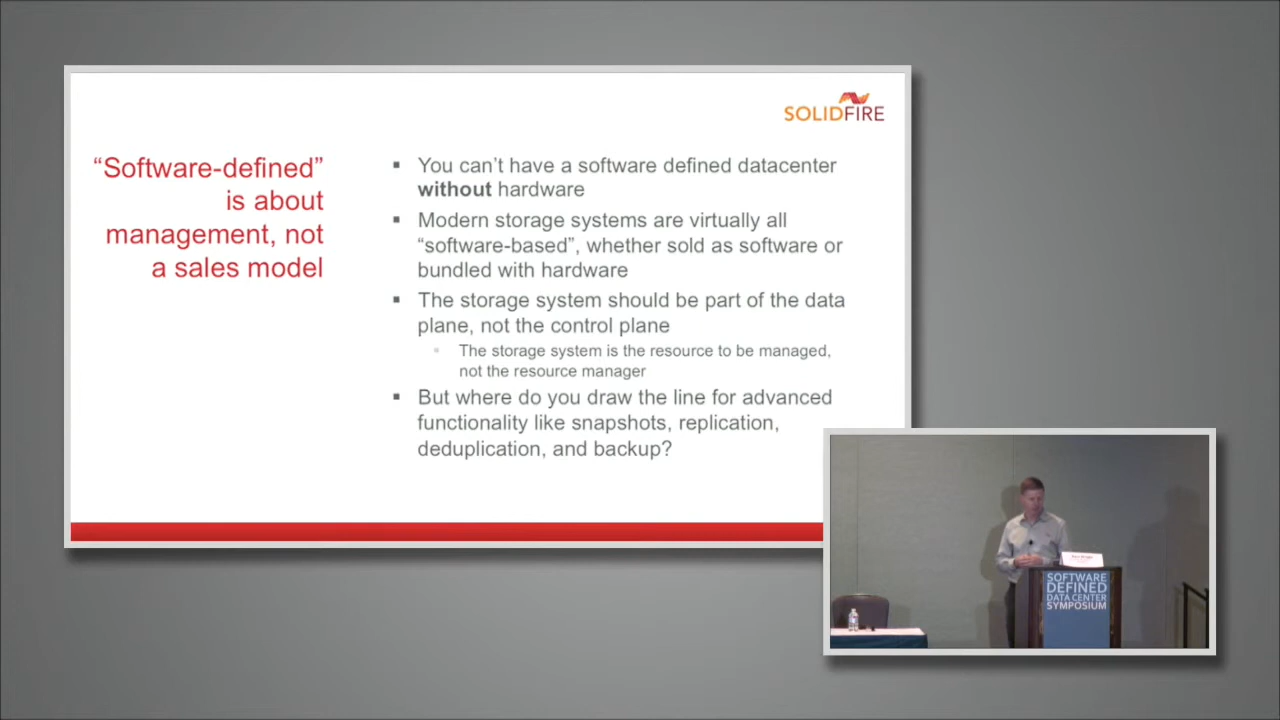 SOLIDFIRE
“Software-defined”
is about
management, not
a sales model
▪ You can’t have a software defined datacenter
without hardware
▪ Modern storage systems are virtually all
“software-based”, whether sold as software or
bundled with hardware
▪ The storage system should be part of the data
plane, not the control plane
• The storage system is the resource to be managed,
not the resource manager
▪ But where do you draw the line for advanced
functionality like snapshots, replication,
deduplication, and backup?
SOFTWARE
DEFINED
DATA CENTER
SYMPOSIUM